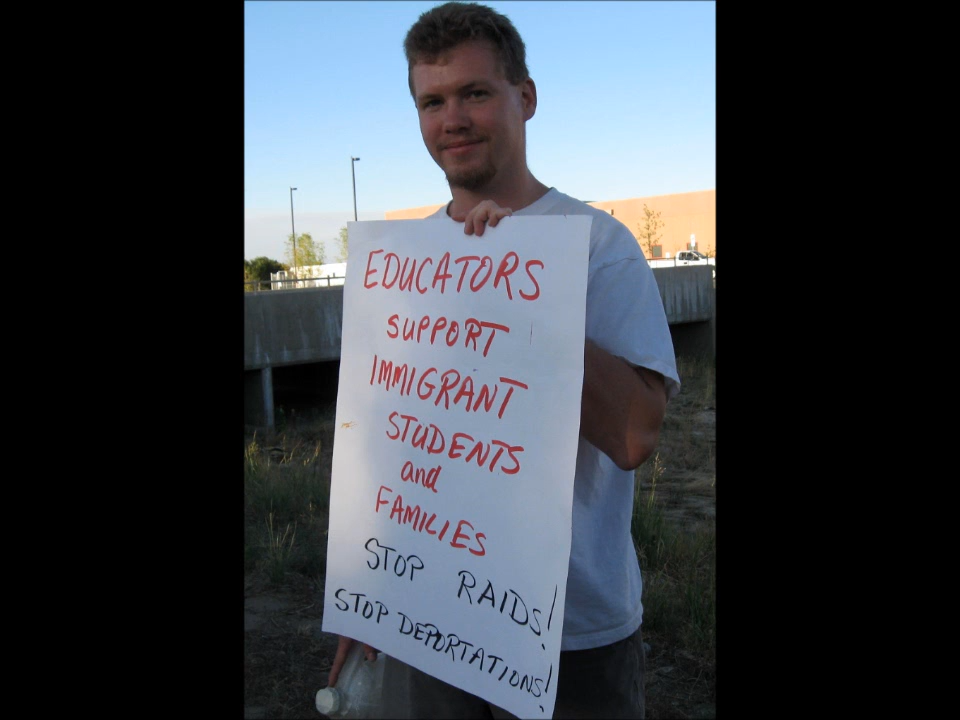 EDUCATORS
SUPPORT
IMMIGRANT
STUDENTS
and
FAMILIES
STOP RAIDS!
STOP DEPORTATIONS!